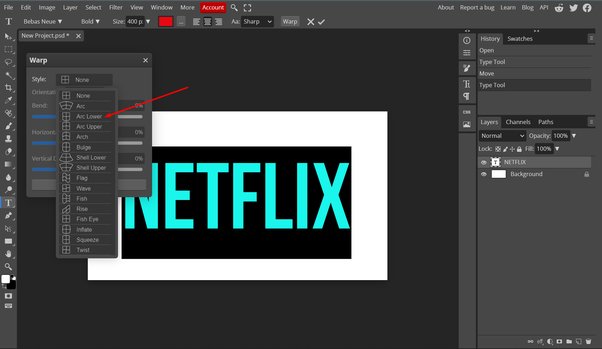 File Edit Image Layer Select Filter View Window More Account
About Report a bug Learn Blog API
Bebas Neue Bold Size: 400 p Aa: Sharp Warp
New Project.psd *
Warp
Style: None
Orientati
Bend: 0%
Horizont 0%
Vertical D 0%
None
Arc
Arc Lower
Arc Upper
Arch
Bulge
Shell Lower
Shell Upper
Flag
Wave
Fish
Rise
Fish Eye
Inflate
Squeeze
Twist
NETFLIX
History Swatches
Open
Type Tool
Move
Type Tool
CSS
Layers Channels Paths
Normal Opacity: 100%
Lock: Fill: 100%
NETFLIX
Background